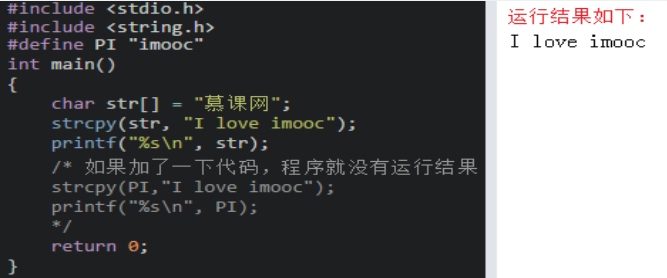 #include <stdio.h>
#include <string.h>
#define PI "imooc"
int main()
{
    char str[] = "慕课网";
    strcpy(str, "I love imooc");
    printf("%s\n", str);
    /* 如果加了一下代码，程序就没有运行结果
    strcpy(PI,"I love imooc");
    printf("%s\n", PI);
    */
    return 0;
}
运行结果如下：
I love imooc